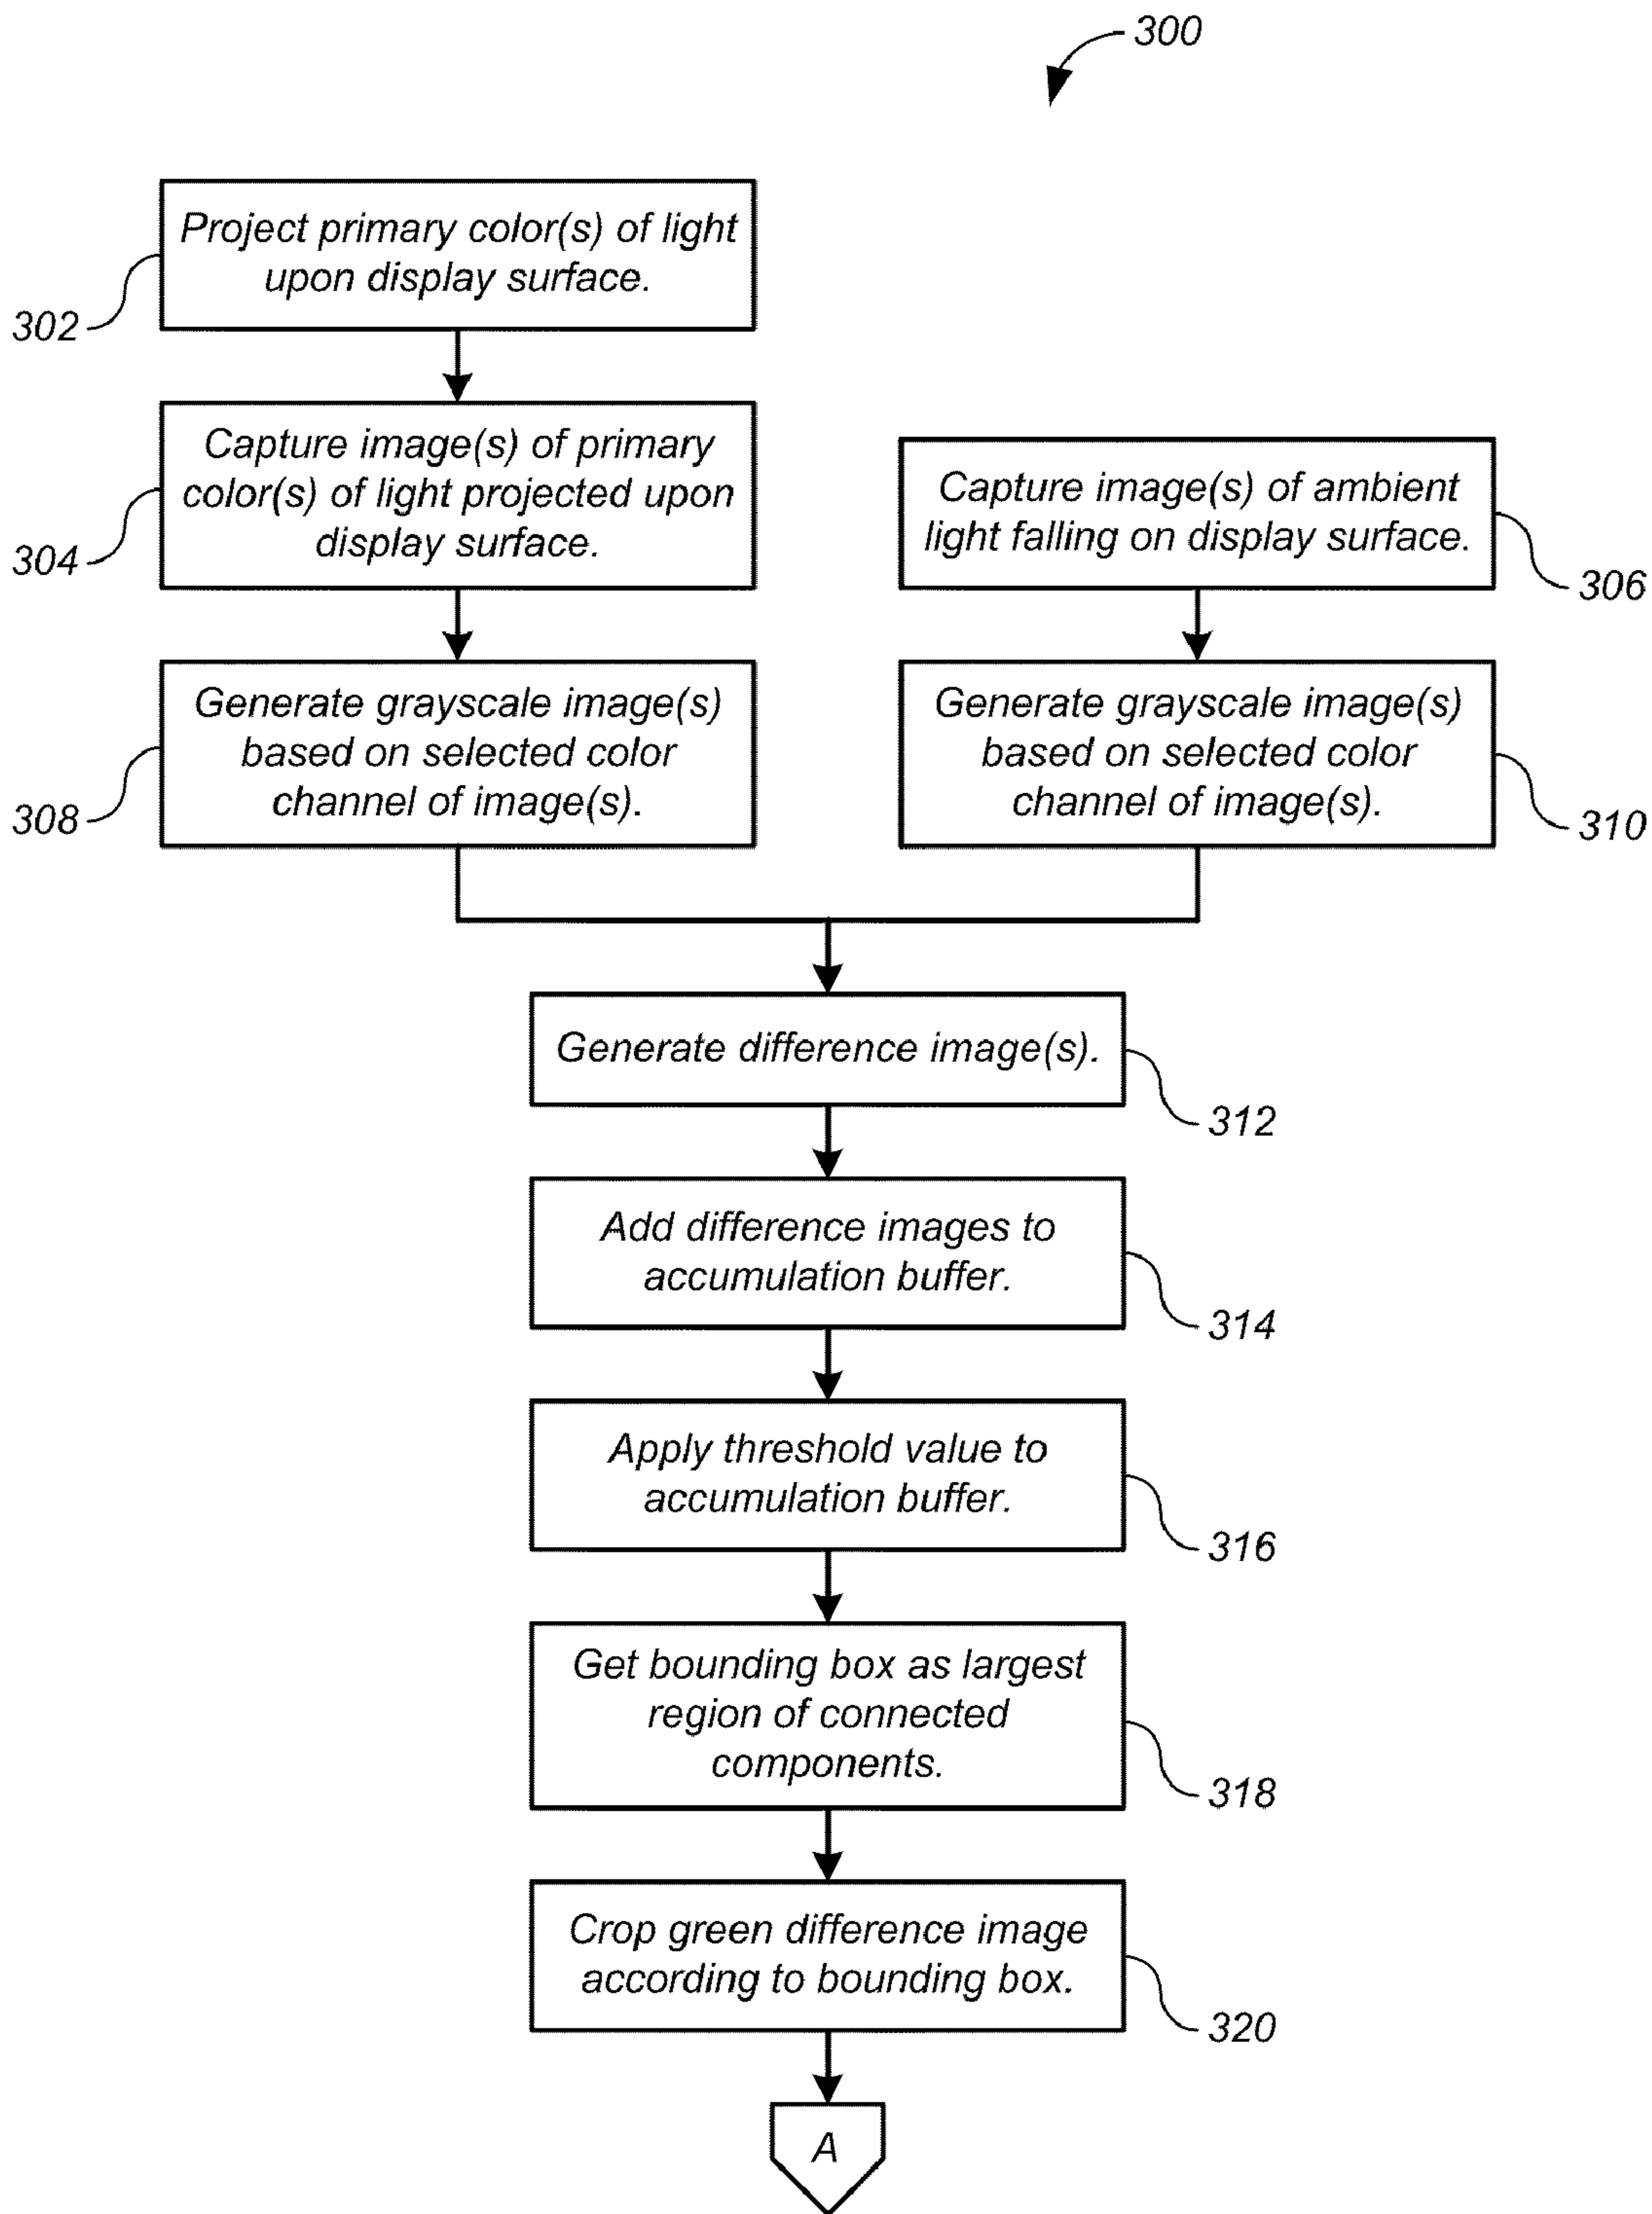 300
Project primary color(s) of light
upon display surface.
302
Capture image(s) of primary
color(s) of light projected upon
display surface.
304
Capture image(s) of ambient
light falling on display surface.
306
Generate grayscale image(s)
based on selected color
channel of image(s).
308
Generate grayscale image(s)
based on selected color
channel of image(s).
310
Generate difference image(s).
312
Add difference images to
accumulation buffer.
314
Apply threshold value to
accumulation buffer.
316
Get bounding box as largest
region of connected
components.
318
Crop green difference image
according to bounding box.
320
A